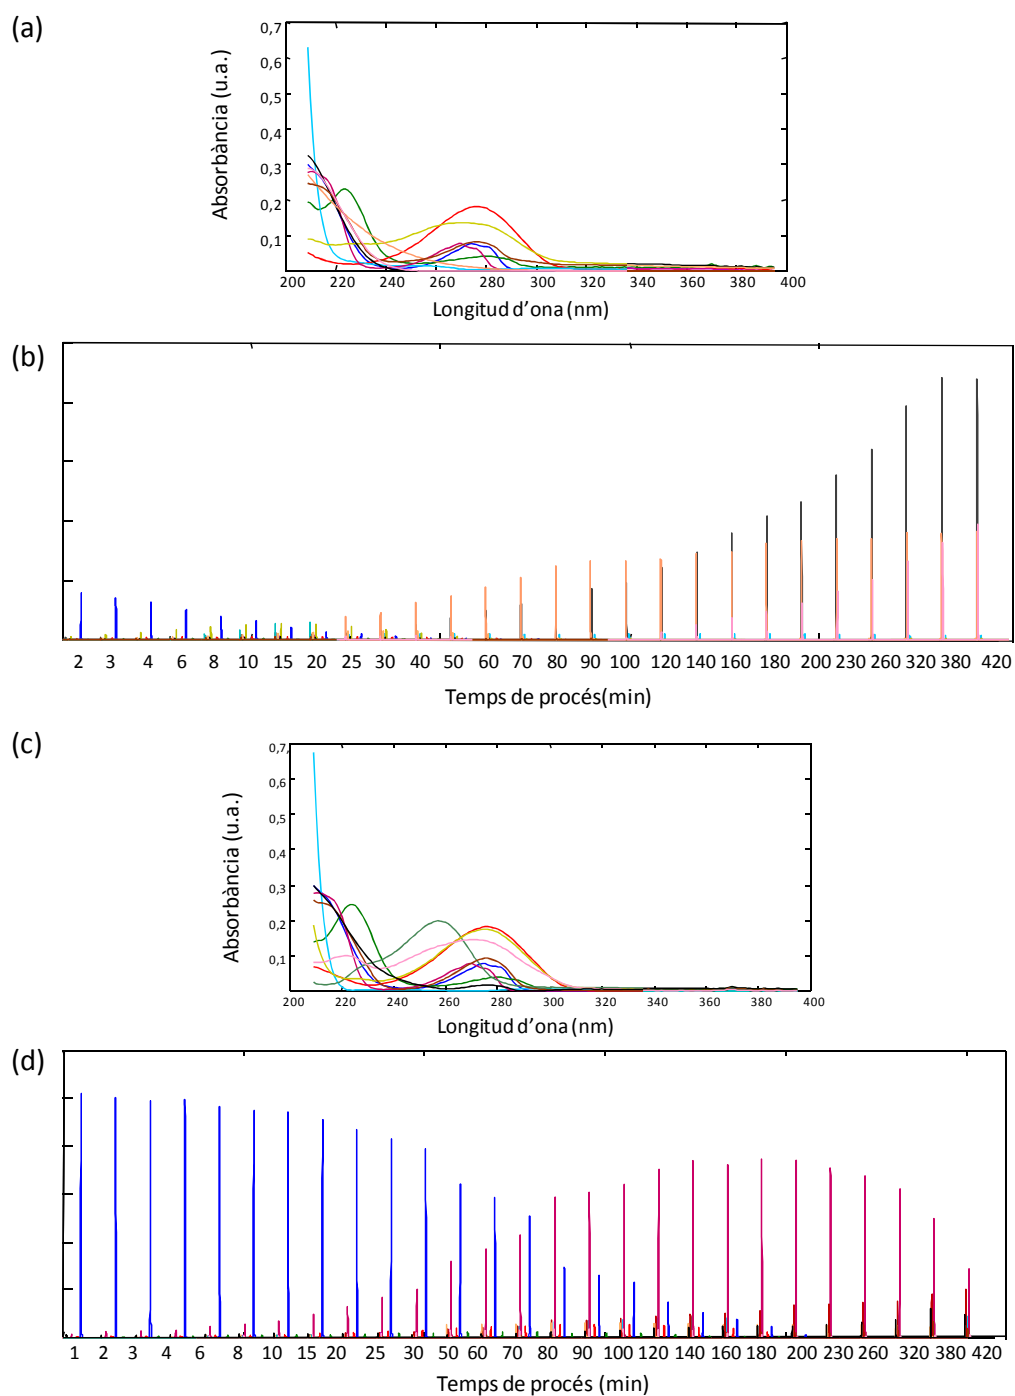 (a)
0,7
0,6
0,5
0,4
0,3
0,2
0,1
Absorbància (u.a.)
200 220 240 260 280 300 320 340 360 380 400
Longitud d'ona (nm)
(b)
2 3 4 6 8 10 15 20 25 30 40 50 60 70 80 90 100 120 140 160 180 200 230 260 320 380 420
Temps de procés(min)
(c)
0,7
0,6
0,5
0,4
0,3
0,2
0,1
Absorbància (u.a.)
200 220 240 260 280 300 320 340 360 380 400
Longitud d'ona (nm)
(d)
1 2 3 4 6 8 10 15 20 25 30 40 50 60 70 80 90 100 120 140 160 180 200 230 260 320 380 420
Temps de procés (min)